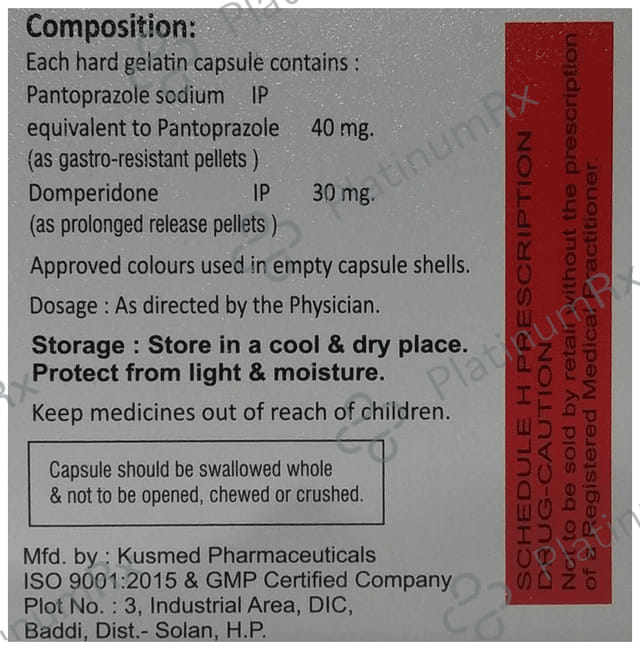 Composition:
Each hard gelatin capsule contains :
Pantoprazole sodium IP
equivalent to Pantoprazole 40 mg.
(as gastro-resistant pellets )
Domperidone IP 30 mg.
(as prolonged release pellets )
Approved colours used in empty capsule shells.
Dosage : As directed by the Physician.
Storage : Store in a cool & dry place.
Protect from light & moisture.
Keep medicines out of reach of children.
Capsule should be swallowed whole
& not to be opened, chewed or crushed.
Mfd. by : Kusmed Pharmaceuticals
ISO 9001:2015 & GMP Certified Company
Plot No. : 3, Industrial Area, DIC,
Baddi, Dist.- Solan, H.P.
SCHEDULE H PRESCRIPTION
DRUG-CAUTION
Not to be sold by retail without the prescription
of a Registered Medical Practitioner.
PlatinumRx
PlatinumRx
PlatinumRx